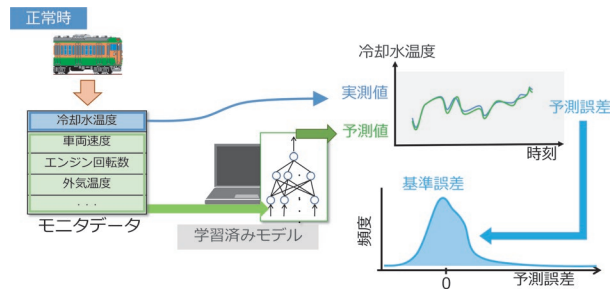 正常時
冷却水温度
車両速度
エンジン回転数
外気温度
...
モニタデータ
学習済みモデル
冷却水温度
実測値
予測値
時刻
予測誤差
基準誤差
頻度
0
予測誤差